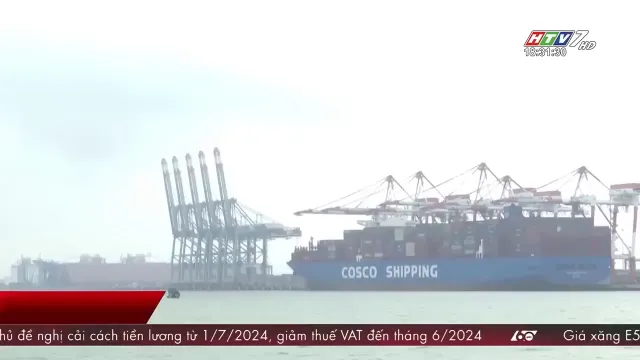 HTV7 HD
18:31:30
COSCO SHIPPING
hủ đề nghị cải cách tiền lương từ 1/7/2024, giảm thuế VAT đến tháng 6/2024 60 Giá xăng E5